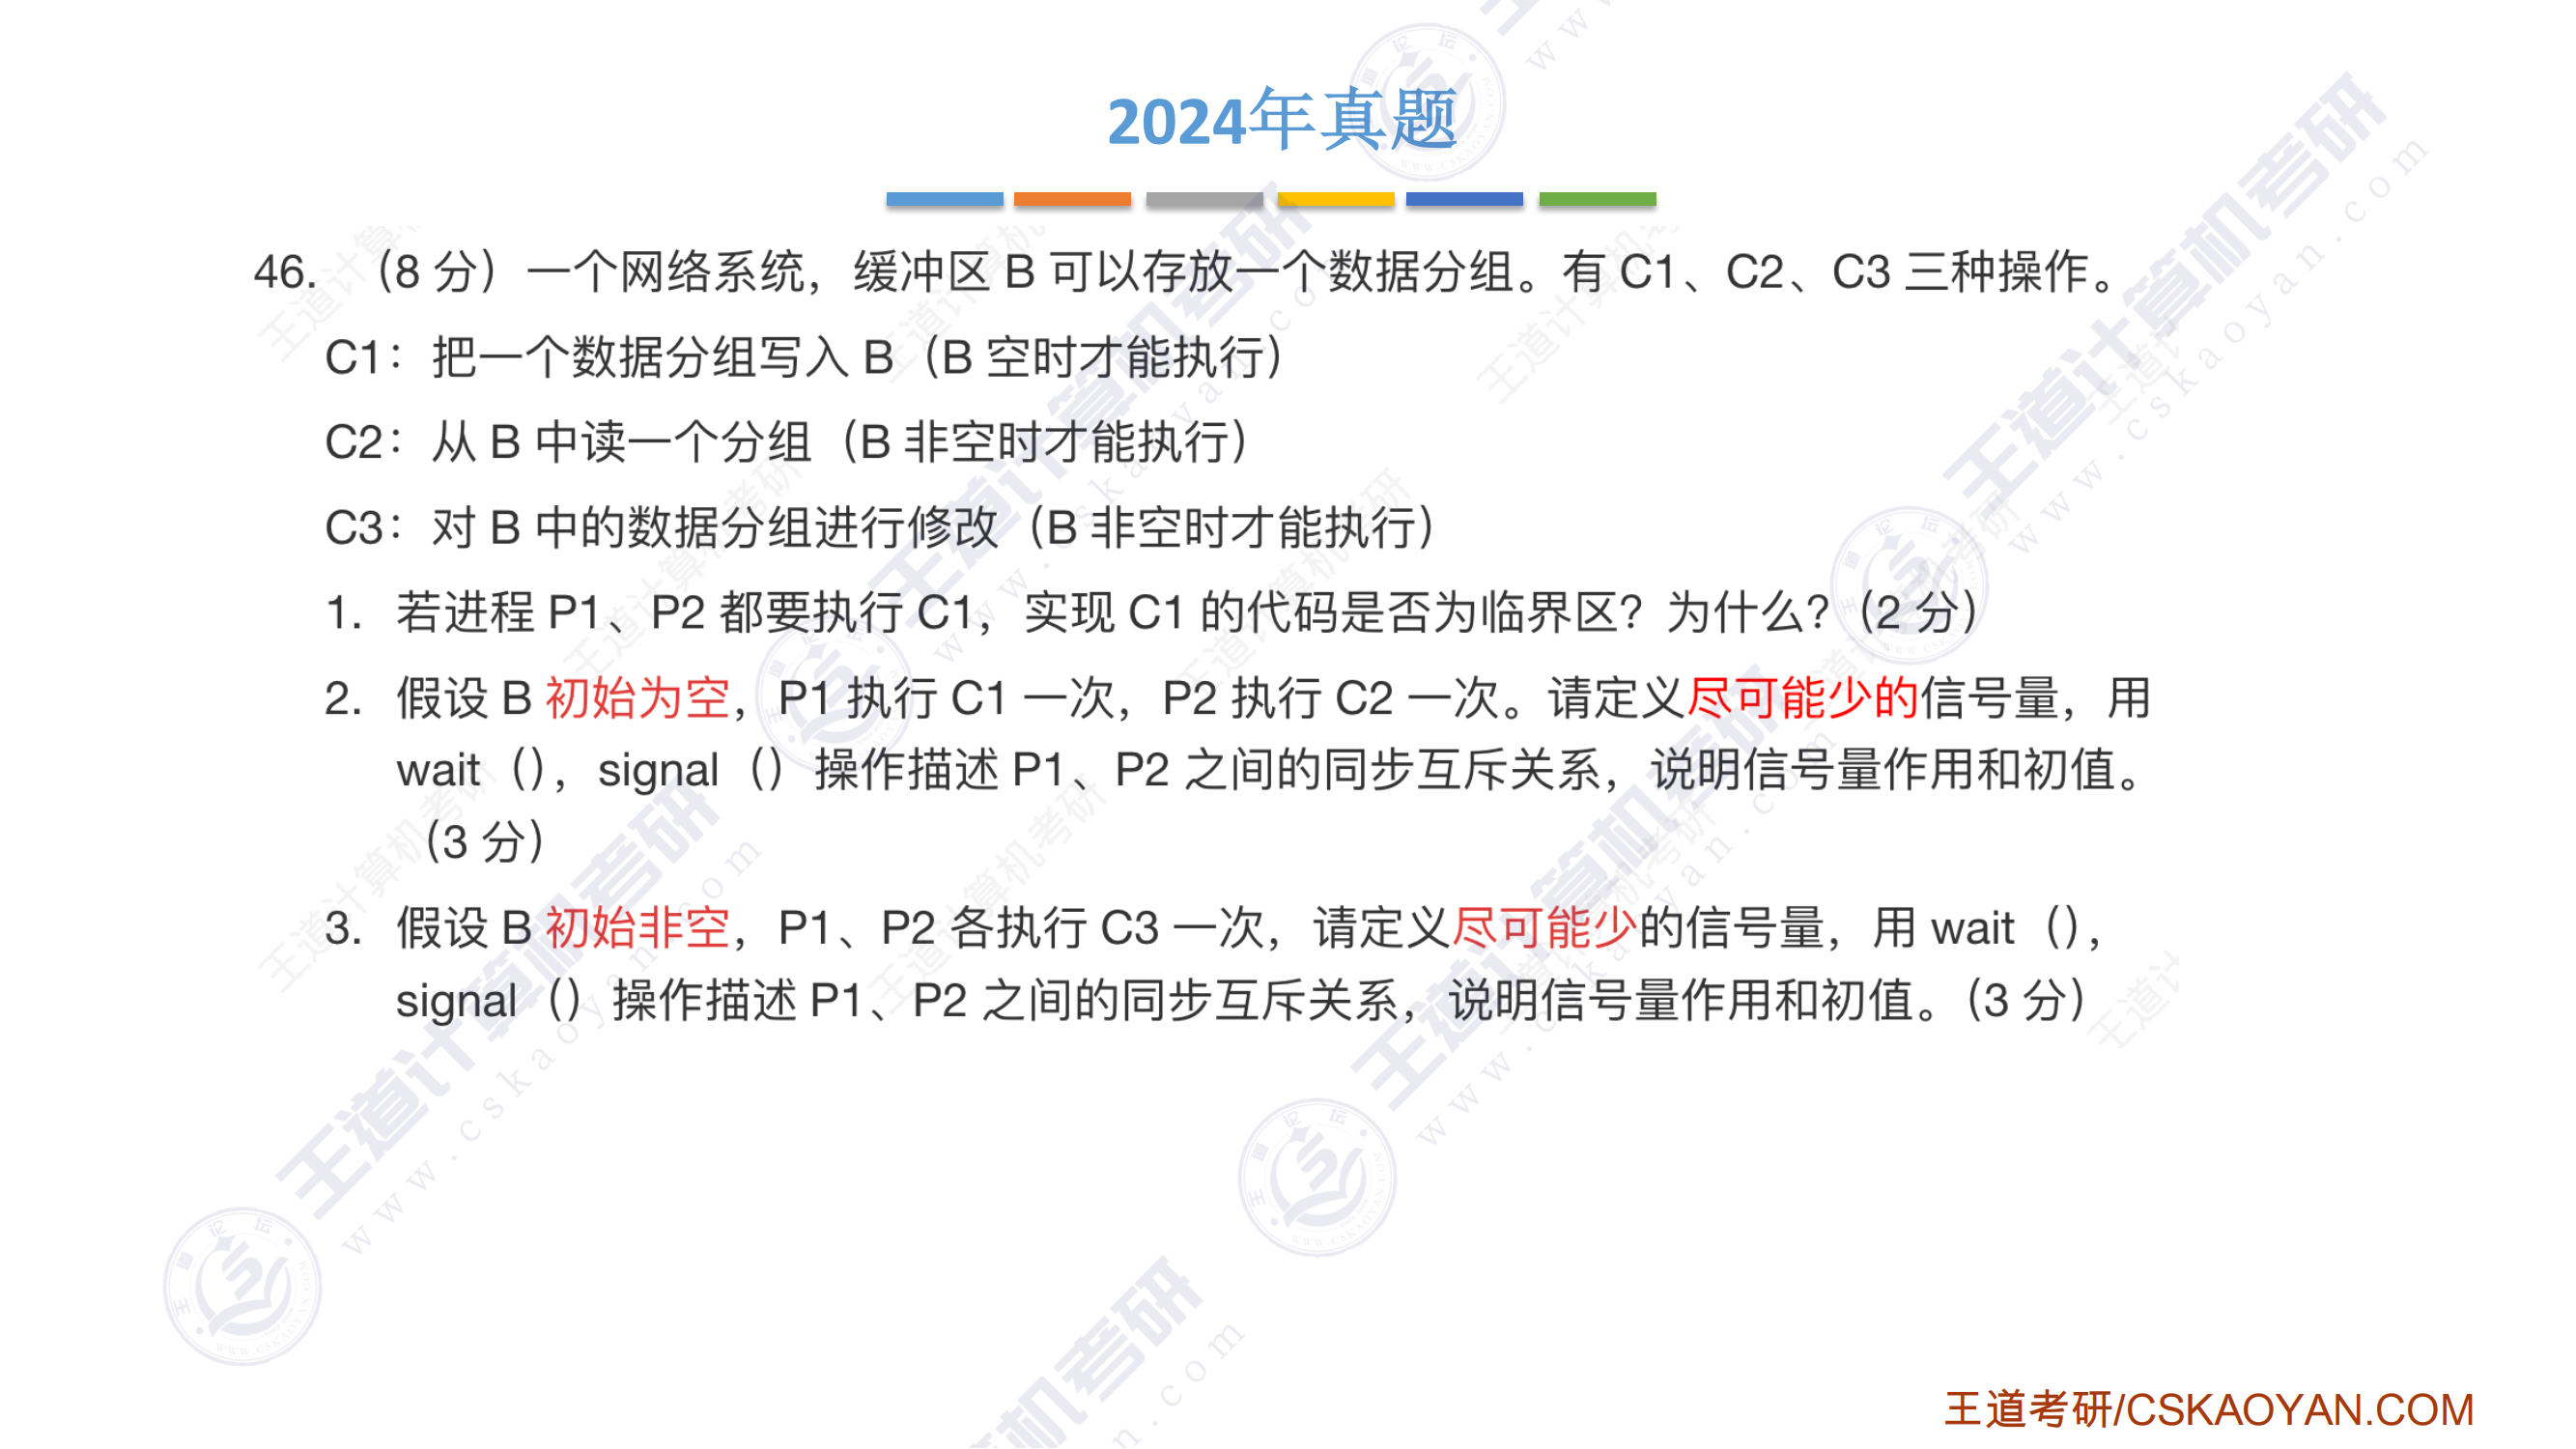 2024年真题
46. （8 分）一个网络系统，缓冲区 B 可以存放一个数据分组。有 C1、C2、C3 三种操作。
C1：把一个数据分组写入 B（B 空时才能执行）
C2：从 B 中读一个分组（B 非空时才能执行）
C3：对 B 中的数据分组进行修改（B 非空时才能执行）
1. 若进程 P1、P2 都要执行 C1，实现 C1 的代码是否为临界区？为什么？（2 分）
2. 假设 B 初始为空，P1 执行 C1 一次，P2 执行 C2 一次。请定义尽可能少的信号量，用
wait（），signal（）操作描述 P1、P2 之间的同步互斥关系，说明信号量作用和初值。
（3 分）
3. 假设 B 初始非空，P1、P2 各执行 C3 一次，请定义尽可能少的信号量，用 wait（），
signal（）操作描述 P1、P2 之间的同步互斥关系，说明信号量作用和初值。（3 分）
王道计算机考研
www.cskaoyan.com
王道考研/CSKAOYAN.COM